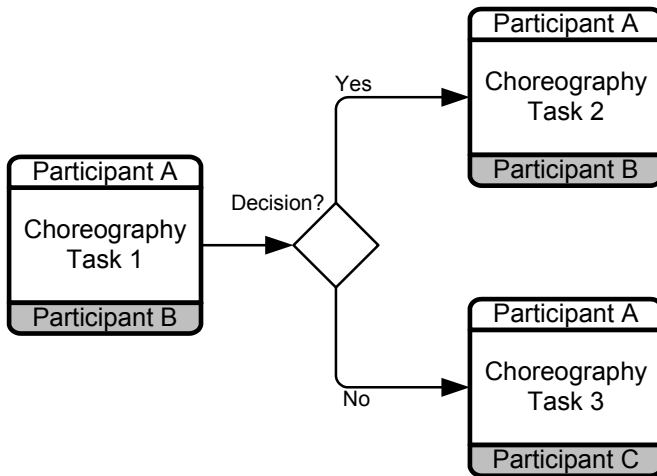 Participant A
Choreography
Task 2
Participant B
Yes
Participant A
Choreography
Task 1
Participant B
Decision?
No
Participant A
Choreography
Task 3
Participant C